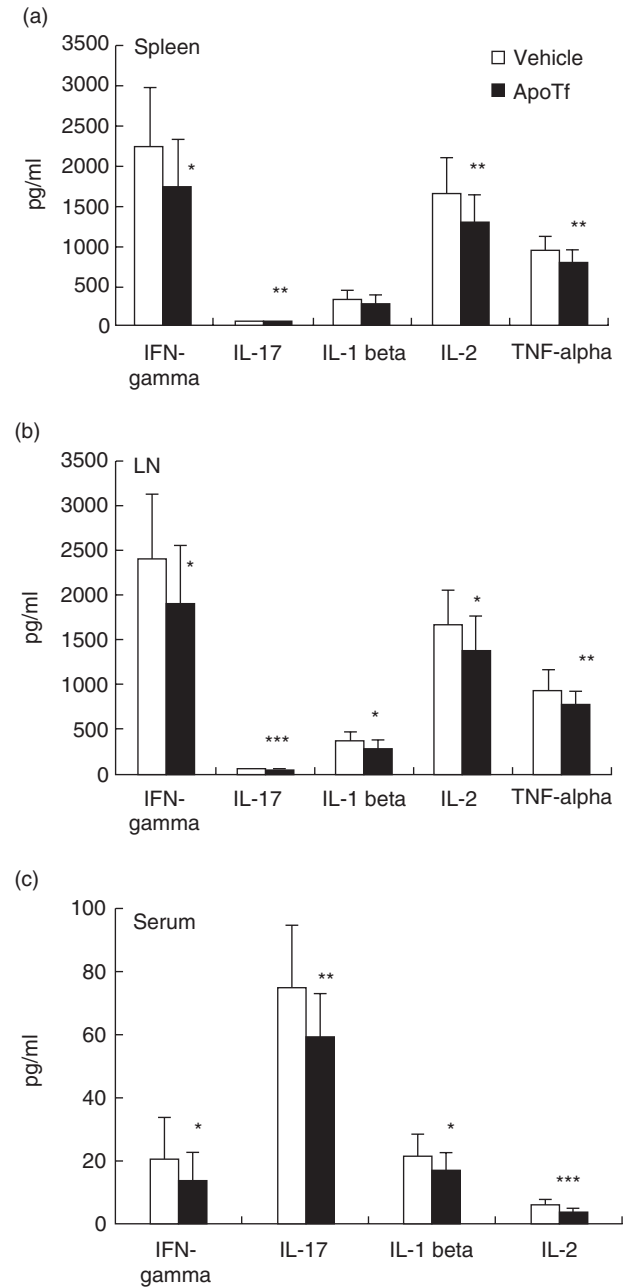 (a)
Spleen
Vehicle
ApoTf
3500
3000
2500
2000
1500
1000
500
0
pg/ml
*
**
**
**
IFN-
gamma
IL-17
IL-1 beta
IL-2
TNF-alpha
(b)
LN
3500
3000
2500
2000
1500
1000
500
0
pg/ml
*
***
*
*
**
IFN-
gamma
IL-17
IL-1 beta
IL-2
TNF-alpha
(c)
Serum
100
80
60
40
20
0
pg/ml
*
**
*
***
IFN-
gamma
IL-17
IL-1 beta
IL-2